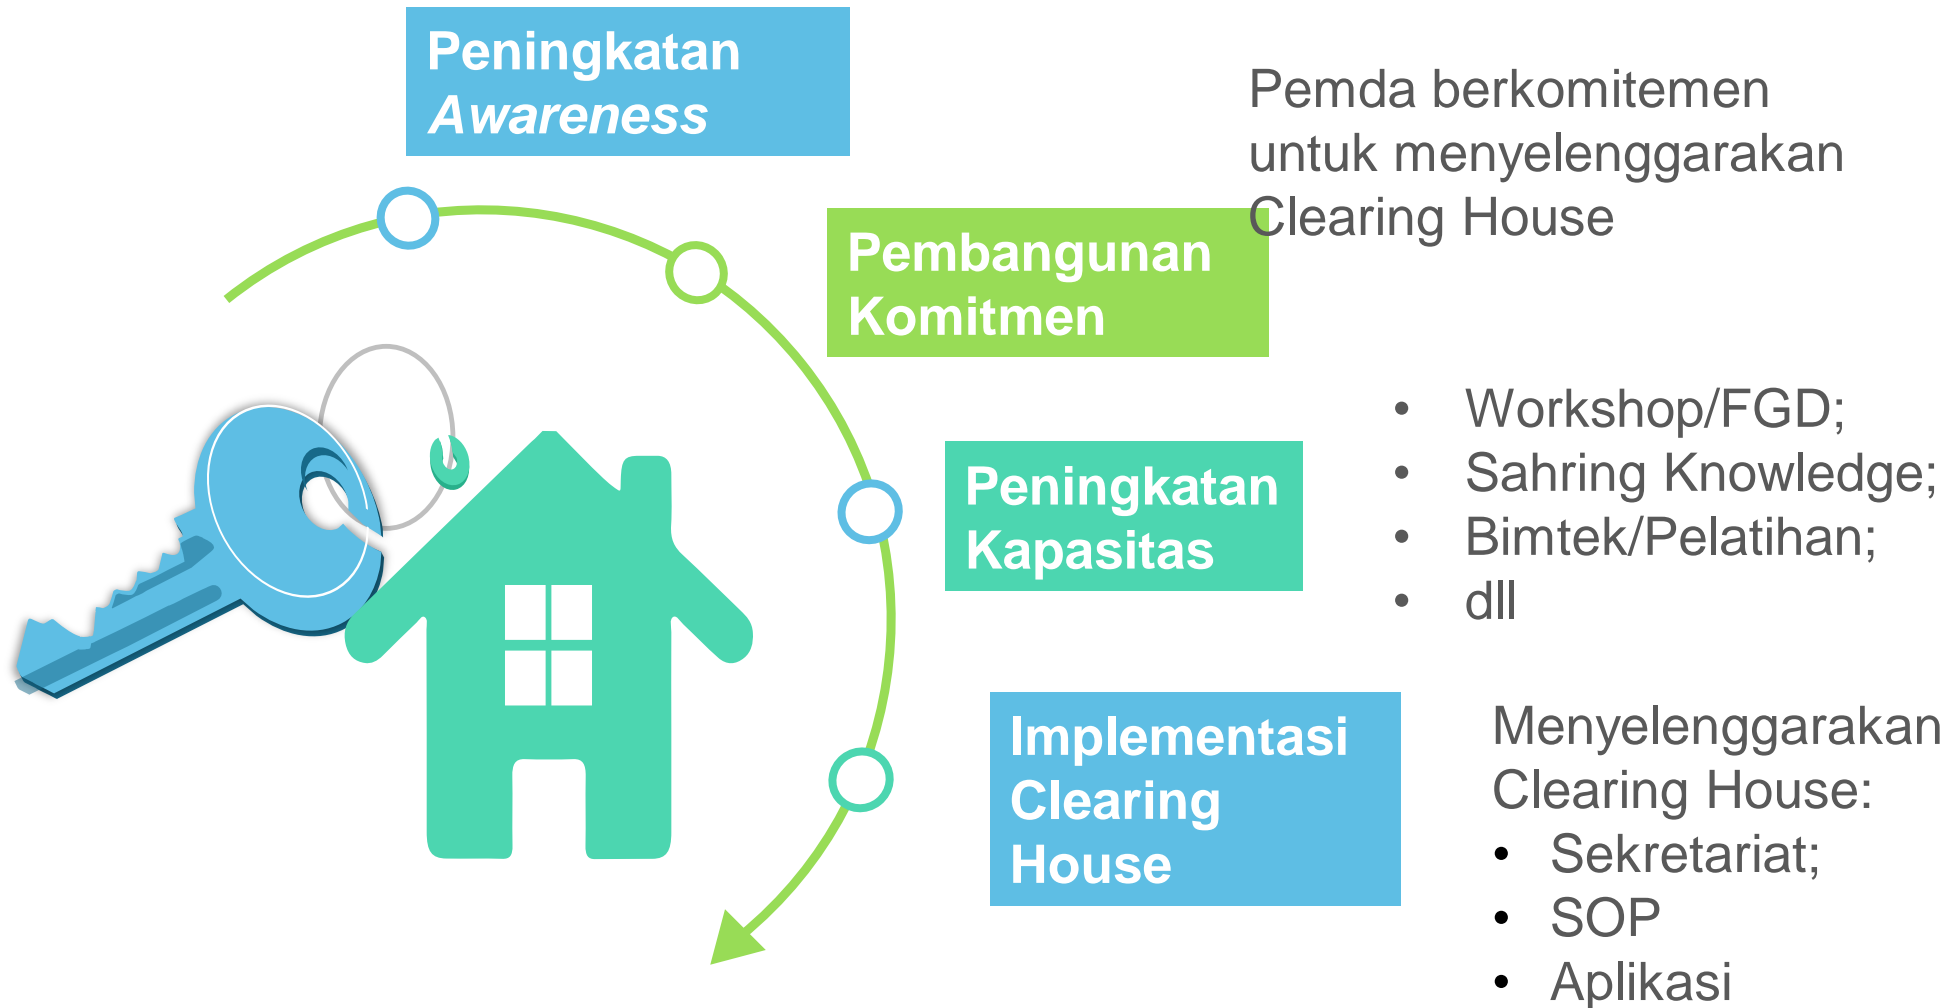 Peningkatan
Awareness
Pemda berkomitemen
untuk menyelenggarakan
Clearing House
Pembangunan
Komitmen
Peningkatan
Kapasitas
• Workshop/FGD;
• Sahring Knowledge;
• Bimtek/Pelatihan;
• dll
Implementasi
Clearing
House
Menyelenggarakan
Clearing House:
• Sekretariat;
• SOP
• Aplikasi